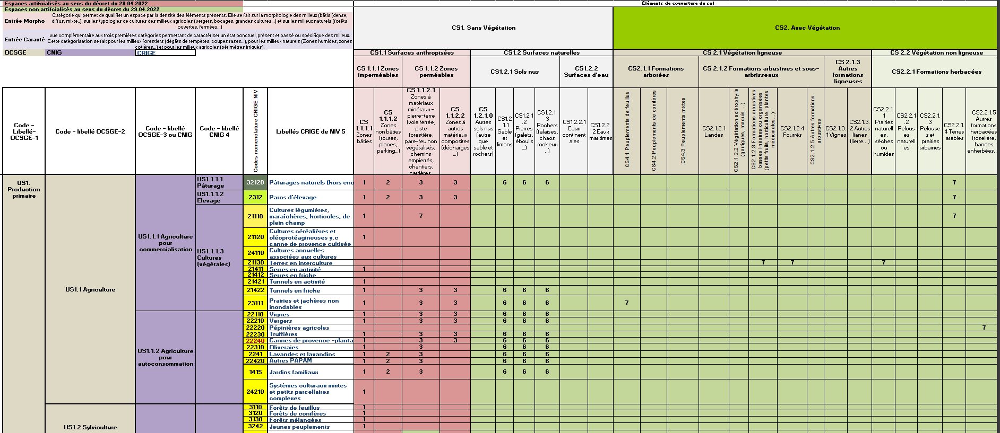 Espaces artifcialisés au sens du décret du 29.04.2022
Espaces non artifcialisés au sens du décret du 29.04.2022
Éléments de couverture du sol
Entrée Morpho
Catégorie qui permet de qualifier un espace par la densité des éléments présents. Elle se fait sur la morphologie des milieux (bâtis (dense,
diffus, mixte..), sur les typologies de cultures des milieux agricoles (vergers, bocages, grandes cultures...) et sur les milieux naturels (forêts
ouvertes, fermées...)
Entrée Caracté
vue complémentaire aux trois premières catégories permettant de caractériser un état ponctuel, présent et passé ou spécifique des milieux.
Cette catégorisation se fait pour les milieux forestiers (dégâts de tempêtes, coupes rases...), pour les milieux naturels (Zones humides, zones
cotières...) et pour les milieux agricoles (périmètres irrigués).
OCSGE CNIG CRIGE
CS1. Sans Végétation
CS2. Avec Végétation
CS1.1 Surfaces anthropisées
CS1.2 Surfaces naturelles
CS 2.1 Végétation ligneuse
CS 2.2 Végétation non ligneuse
CS 1.1.1 Zones
imperméables
CS 1.1.2 Zones
perméables
CS1.2.1 Sols nus
CS1.2.2
Surfaces d'eau
CS2.1.1 Formations
arborées
CS 2.1.2 Formations arbustives et sous-
arbrisseaux
CS 2.1.3
Autres
formations
ligneuses
CS2.2.1 Formations herbacées
Code -
Libellé-
OCSGE-1
Code - libellé OCSGE-2
Code - libellé
OCSGE-3 ou CNIG
Code - libellé
CNIG 4
Codes nomenclature CRIGE NIV
Libellés CRIGE de NIV 5
CS
1.1.1.1
Zones
bâties
CS
1.1.1.2
Zones
non bâties
(routes,
places,
parking...)
CS 1.1.2.1
Zones à
matériaux
minéraux -
pierre-terre
(voie ferrée,
piste
forestière,
pare-feu non
végétalisés,
chemins
empierrés,
chantiers,
carrières
CS
1.1.2.2
Zones à
autres
matériaux
composites
(décharges
...)
CS
1.2.1.0
Autres
sols nus
(autre
que
sable et
rochers)
CS1.2
.1.1
Sable
et
limons
CS1.2.1
.2
Pierres
(galets,
éboulis
...)
CS1.2.1.
3
Rochers
(falaises,
chaos
rocheux
..)
CS1.2.2.1
Eaux
continent
ales
CS1.2.2.
2 Eaux
maritimes
CS4.1 Peuplements de feuillus
CS4.2 Peuplements de conifères
CS4.3 Peuplements mixtes
CS2.1.2.1
Landes
CS2.1.2.2 Végétation sclérophylle
(garrigues, maquis ...)
CS2.1.2.3 Formations arbustives
basses linéaires ou organisées
(petits fruits, horticulture, plantes
médicinales...)
CS2.1.2.4
Fourrés
CS2.1.2.5 Autres formations
arbustives
CS2.1.3.
1 Vignes
CS2.1.3.
2 Autres
lianes
(lierre...)
CS2.2.1.
1
Prairies
naturell
es,
sèches
ou
humides
CS2.2.1
.2
Pelous
es
naturell
es
CS2.2.1.
3
Pelouse
s et
prairies
urbaines
CS2.2.1.
4 Terres
arables
CS2.2.1.5
Autres
formations
herbacées
(roselière,
bandes
enherbées..
US1.
Production
primaire
US1.1 Agriculture
US1.1.1 Agriculture
pour
commercialisation
US1.1.1.1
Pâturage
32120 Pâturages naturels (hors enc 1 2 3 3 6 6 6 7
US1.1.1.2
Elevage
2312 Parcs d'élevage 1 2 3 3 7
US1.1.1.3
Cultures
(végétales)
21110 Cultures légumières,
maraîchères, horticoles, de
plein champ 1 7 7
21120 Cultures céréalières et
oléoprotéagineuses y.c
canne de provence cultivée 1
24110 Cultures annuelles
associées aux cultures
21130 Terres en interculture 7 7 7
21411 Serres en activité 1
21412 Serres en friche
21421 Tunnels en activité 1
21422 Tunnels en friche 1 3 3 6 6 6
23111 Prairies et jachères non
inondables 1 3 3 6 6 6 7
US1.1.2 Agriculture
pour
autoconsommation
22110 Vignes 1 3 3 6 6 6
22210 Vergers 1 3 3 6 6 6
22220 Pépinières agricoles 7
22230 Truffières 1 3 3 6 6 6
22240 Cannes de provence -planta 1 3 3 6 6 6
22310 Oliveraies 1 3 6 6 6
2241 Lavandes et lavandins 1 2 3 6 6 6
22420 Autres PAPAM 1 2 3 6 6 6
1415 Jardins familiaux 1 2 3 6 6 6
24210 Systèmes culturaux mixtes
et petits parcellaires
complexes 1
US1.2 Sylviculture
3110 Forêts de feuillus 1
3120 Forêts de conifères 1
3130 Forêts mélangées 1
3242 Jeunes peuplements 1